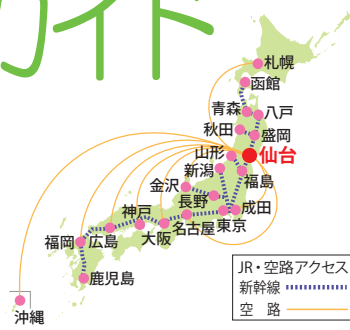 ガイド
札幌
函館
青森
八戸
秋田
盛岡
山形
仙台
新潟
福島
金沢
長野
成田
神戸
名古屋
東京
福岡
広島
大阪
鹿児島
沖縄
JR・空路アクセス
新幹線
空 路